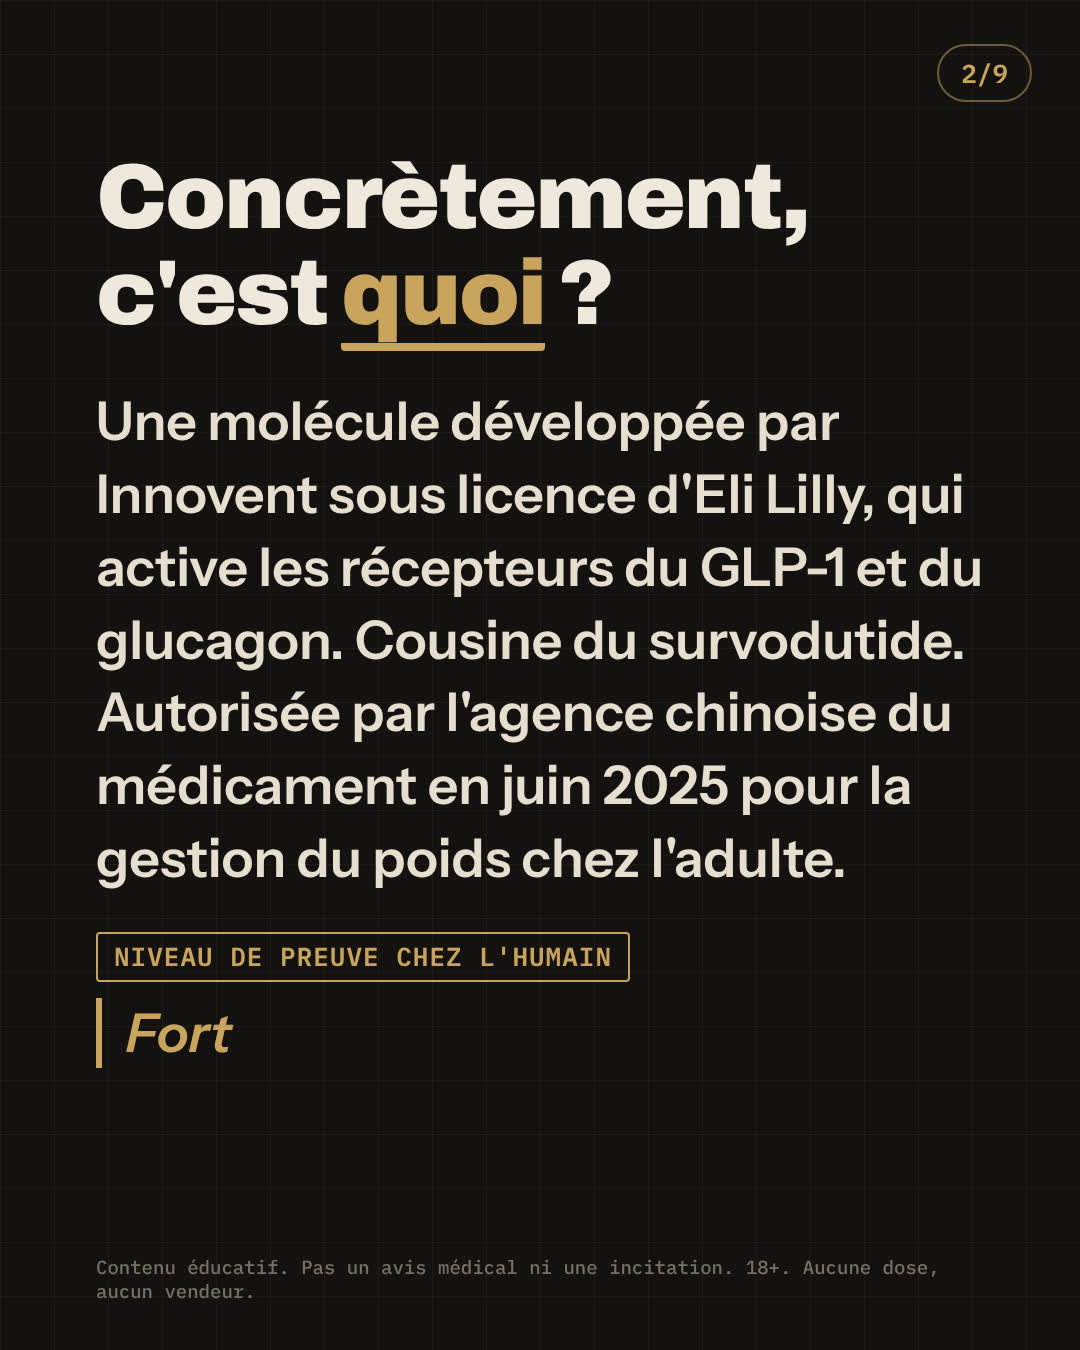 2/9
Concrètement,
c'est quoi ?
Une molécule développée par
Innovent sous licence d'Eli Lilly, qui
active les récepteurs du GLP-1 et du
glucagon. Cousine du survodutide.
Autorisée par l'agence chinoise du
médicament en juin 2025 pour la
gestion du poids chez l'adulte.
NIVEAU DE PREUVE CHEZ L'HUMAIN
Fort
Contenu éducatif. Pas un avis médical ni une incitation. 18+. Aucune dose,
aucun vendeur.